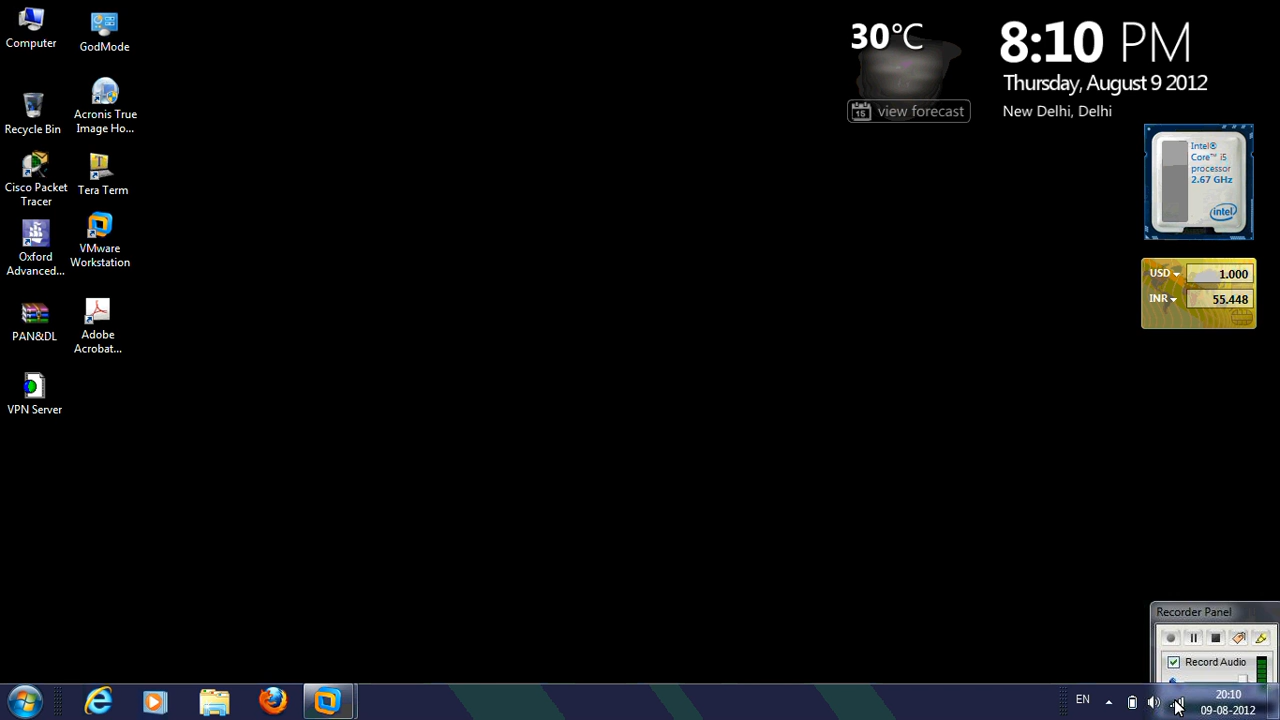 Computer
GodMode
Acronis True
Image Ho...
Recycle Bin
Cisco Packet
Tracer
Tera Term
Oxford
Advanced...
VMware
Workstation
PAN&DL
Adobe
Acrobat...
VPN Server
30°C
view forecast
15
8:10 PM
Thursday, August 9 2012
New Delhi, Delhi
Intel®
Core™ i5
processor
2.67 GHz
intel
USD 1.000
INR 55.448
Recorder Panel
Record Audio
EN
20:10
09-08-2012